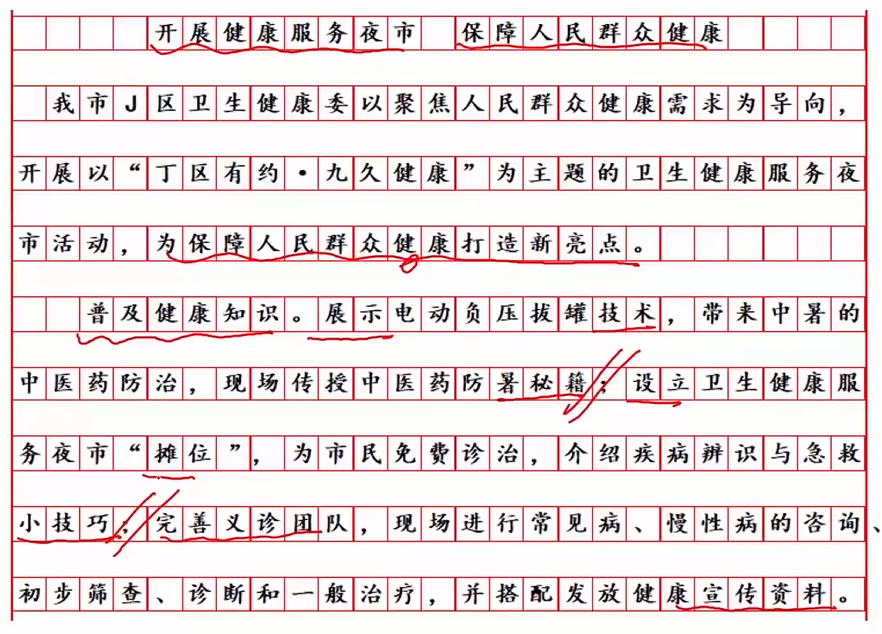 开展健康服务夜市 保障人民群众健康
我市J区卫生健康委以聚焦人民群众健康需求为导向，
开展以“丁区有约·九久健康”为主题的卫生健康服务夜
市活动，为保障人民群众健康打造新亮点。
普及健康知识。展示电动负压拔罐技术，带来中暑的
中医药防治，现场传授中医药防暑秘籍；设立卫生健康服
务夜市“摊位”，为市民免费诊治，介绍疾病辨识与急救
小技巧；完善义诊团队，现场进行常见病、慢性病的咨询、
初步筛查、诊断和一般治疗，并搭配发放健康宣传资料。